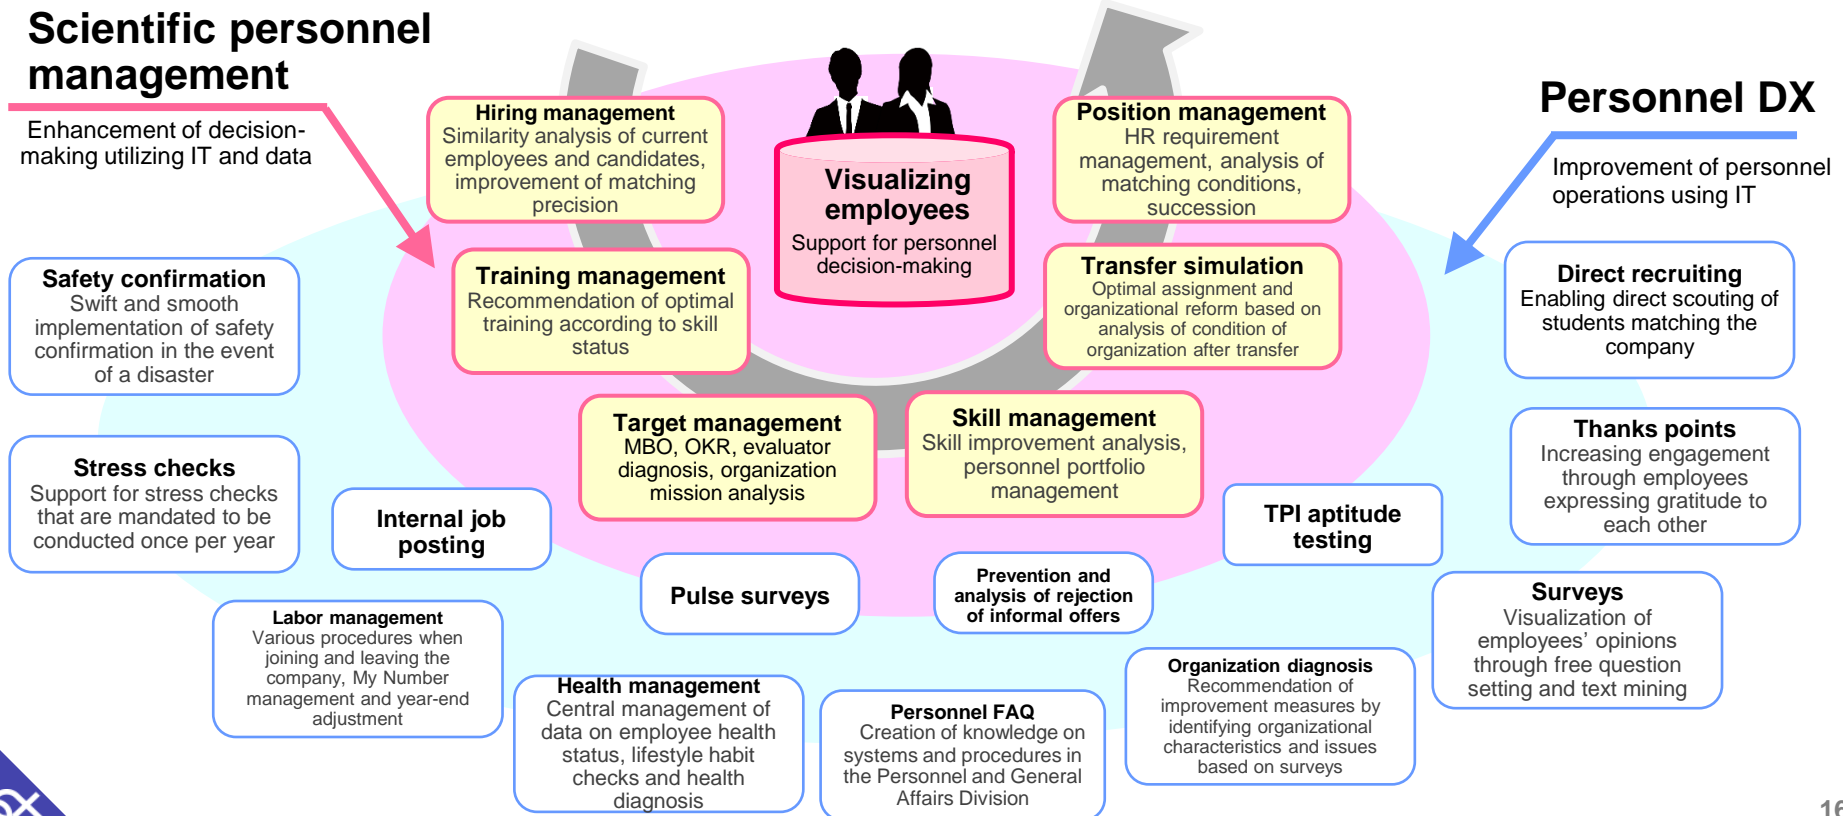 Scientific personnel
management
Enhancement of decision-
making utilizing IT and data
Personnel DX
Improvement of personnel
operations using IT
Visualizing
employees
Support for personnel
decision-making
Hiring management
Similarity analysis of current
employees and candidates,
improvement of matching
precision
Position management
HR requirement
management, analysis of
matching conditions,
succession
Training management
Recommendation of optimal
training according to skill
status
Transfer simulation
Optimal assignment and
organizational reform based on
analysis of condition of
organization after transfer
Target management
MBO, OKR, evaluator
diagnosis, organization
mission analysis
Skill management
Skill improvement analysis,
personnel portfolio
management
Safety confirmation
Swift and smooth
implementation of safety
confirmation in the event
of a disaster
Direct recruiting
Enabling direct scouting of
students matching the
company
Stress checks
Support for stress checks
that are mandated to be
conducted once per year
Thanks points
Increasing engagement
through employees
expressing gratitude to
each other
Internal job
posting
TPI aptitude
testing
Pulse surveys
Prevention and
analysis of rejection
of informal offers
Labor management
Various procedures when
joining and leaving the
company, My Number
management and year-end
adjustment
Surveys
Visualization of
employees’ opinions
through free question
setting and text mining
Health management
Central management of
data on employee health
status, lifestyle habit
checks and health
diagnosis
Personnel FAQ
Creation of knowledge on
systems and procedures in
the Personnel and General
Affairs Division
Organization diagnosis
Recommendation of
improvement measures by
identifying organizational
characteristics and issues
based on surveys
16